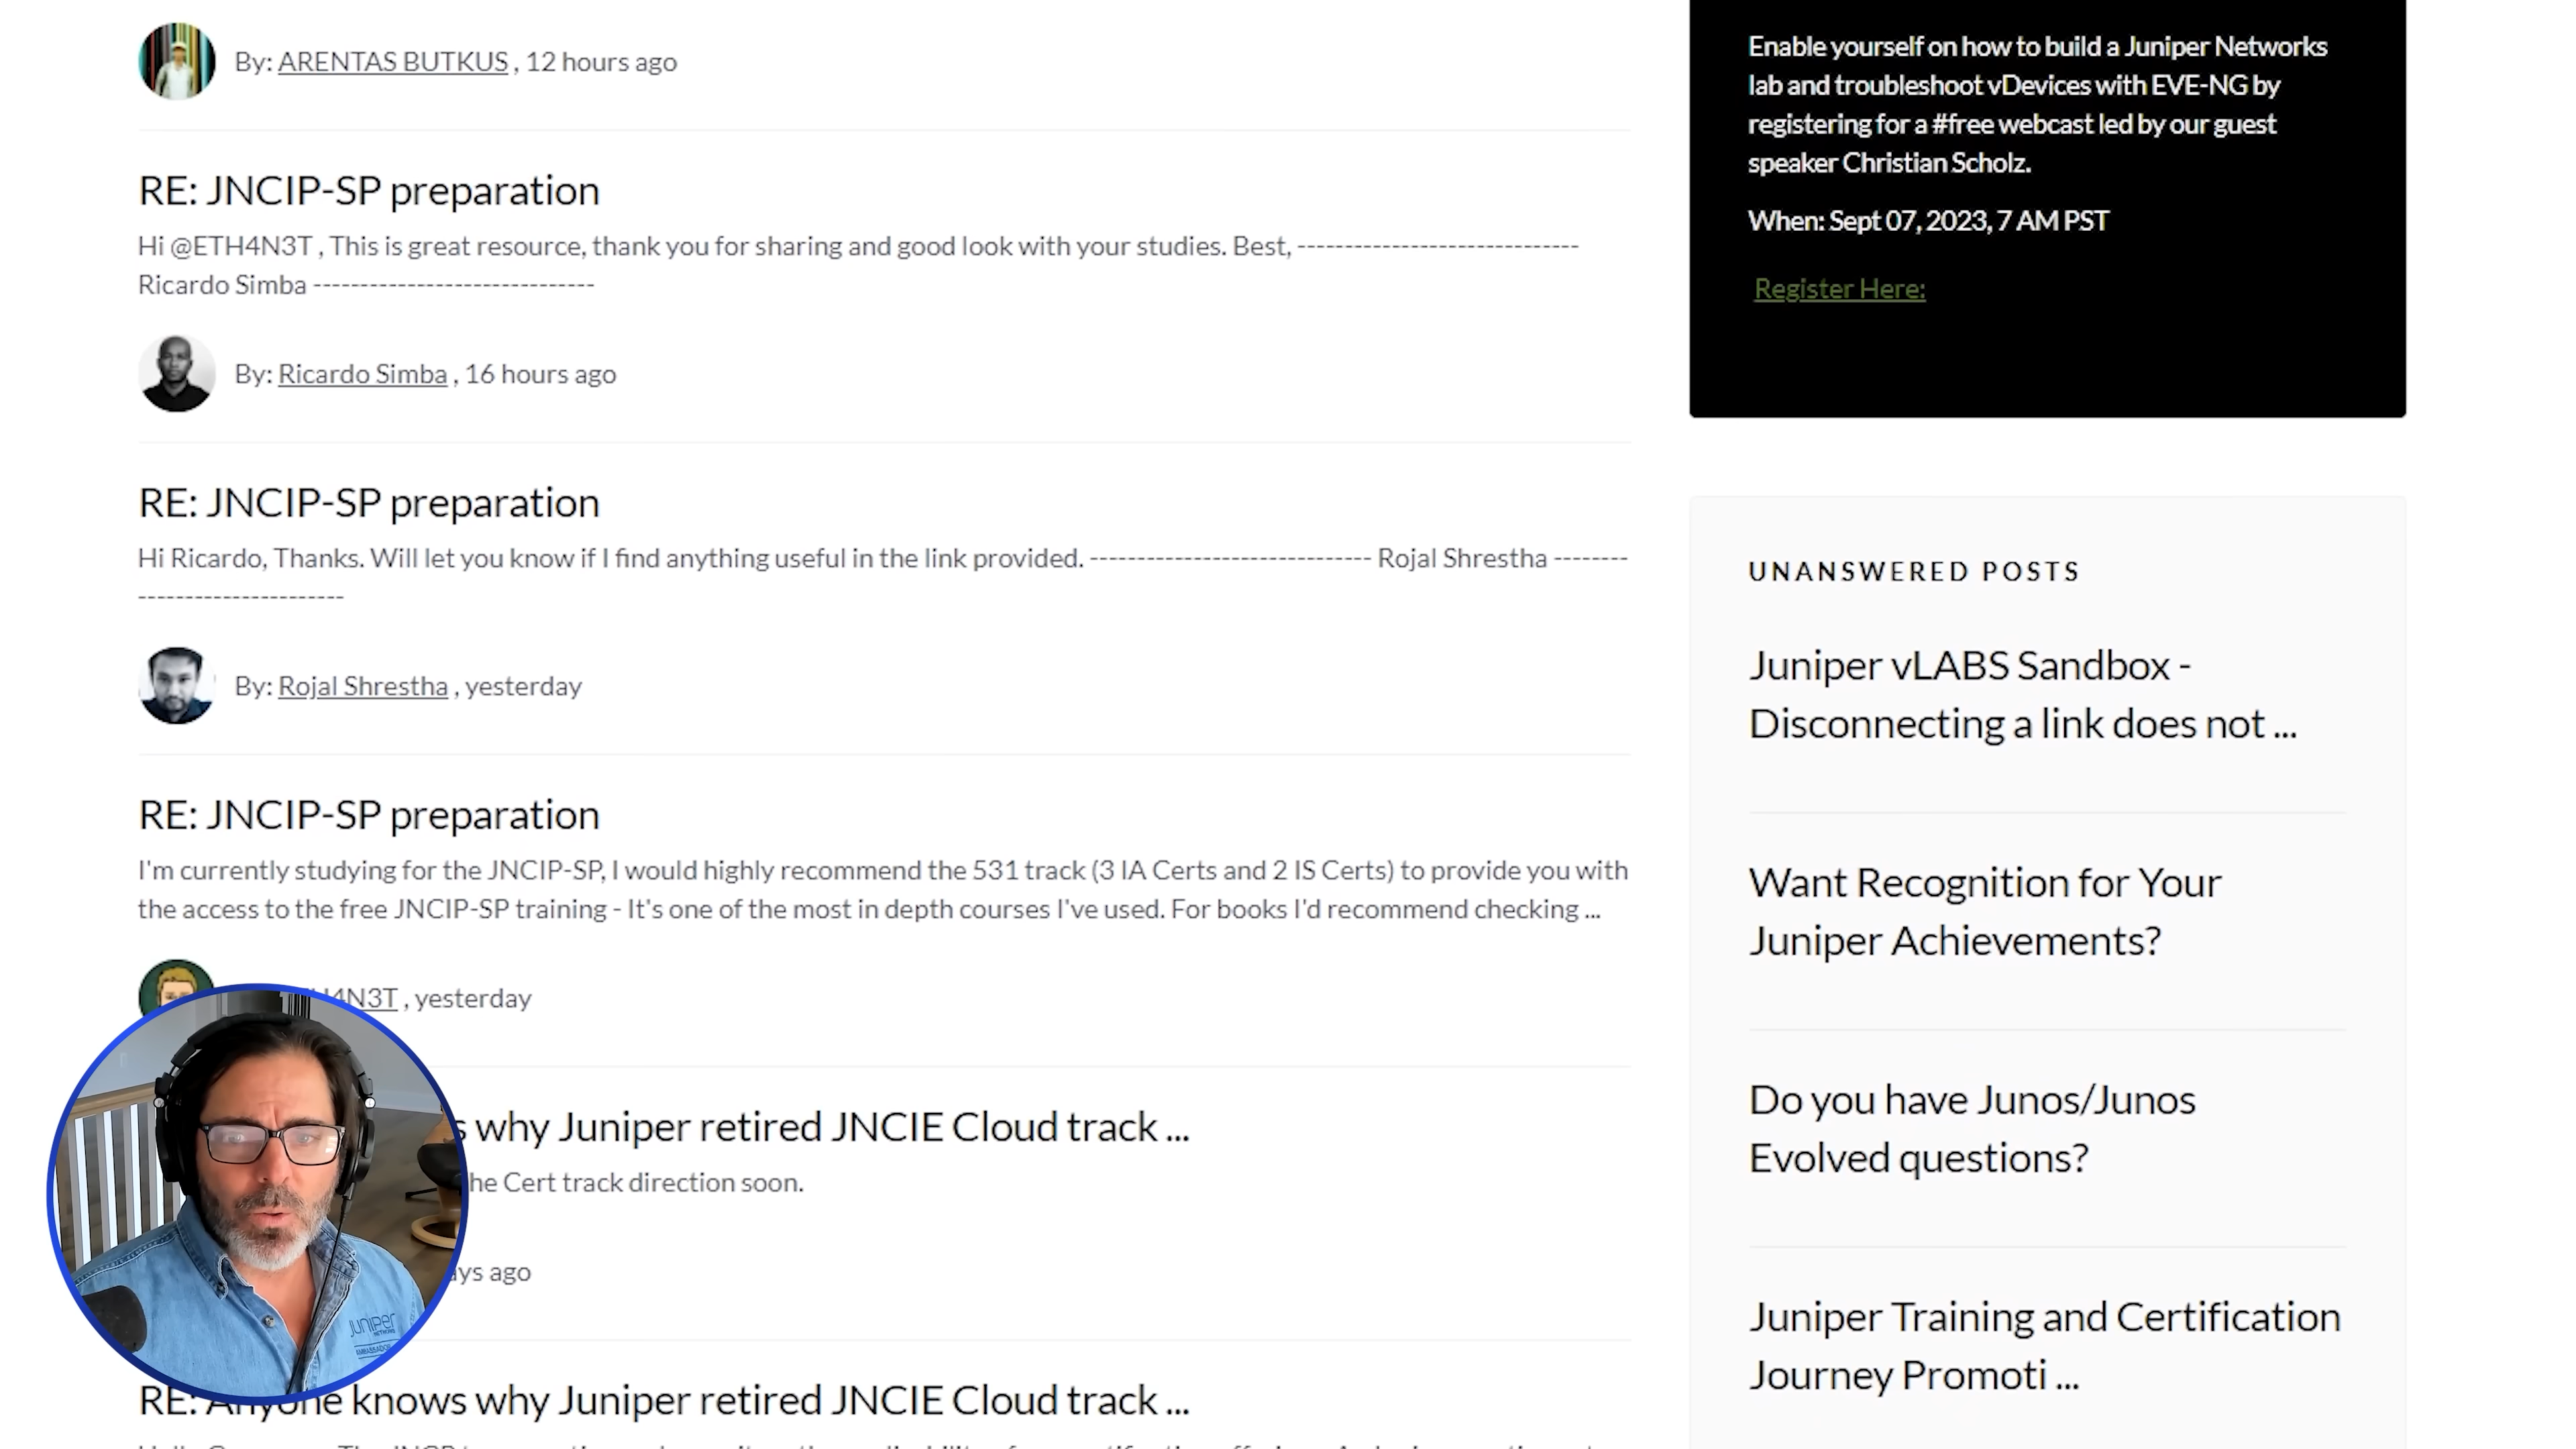 By: ARENTAS BUTKUS , 12 hours ago
RE: JNCIP-SP preparation
Hi @ETH4N3T , This is great resource, thank you for sharing and good look with your studies. Best, ------------------------------
Ricardo Simba ------------------------------
By: Ricardo Simba , 16 hours ago
RE: JNCIP-SP preparation
Hi Ricardo, Thanks. Will let you know if I find anything useful in the link provided. ------------------------------ Rojal Shrestha --------
----------------------
By: Rojal Shrestha , yesterday
RE: JNCIP-SP preparation
I'm currently studying for the JNCIP-SP, I would highly recommend the 531 track (3 IA Certs and 2 IS Certs) to provide you with
the access to the free JNCIP-SP training - It's one of the most in depth courses I've used. For books I'd recommend checking ...
H4N3T , yesterday
s why Juniper retired JNCIE Cloud track ...
he Cert track direction soon.
ays ago
RE: Anyone knows why Juniper retired JNCIE Cloud track ...
Enable yourself on how to build a Juniper Networks
lab and troubleshoot vDevices with EVE-NG by
registering for a #free webcast led by our guest
speaker Christian Scholz.
When: Sept 07, 2023, 7 AM PST
Register Here:
UNANSWERED POSTS
Juniper vLABS Sandbox -
Disconnecting a link does not ...
Want Recognition for Your
Juniper Achievements?
Do you have Junos/Junos
Evolved questions?
Juniper Training and Certification
Journey Promoti ...
Juniper
NETWORKS
AMBASSADOR